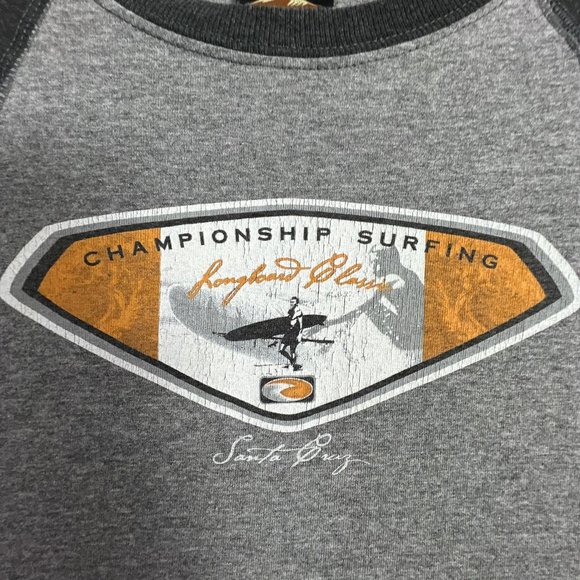 CHAMPIONSHIP SURFING
Longboard Classic
Santa Cruz